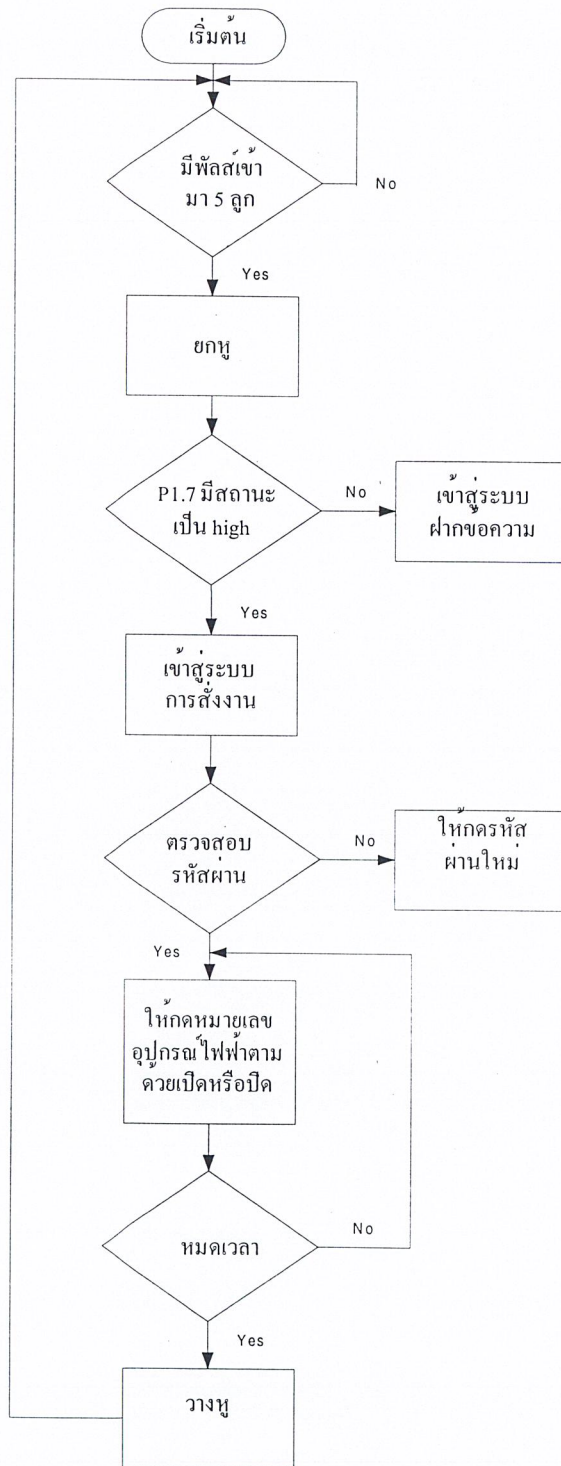 เริ่มต้น
มีพัลส์เข้า
มา 5 ลูก
No
Yes
ยกหู
P1.7 มีสถานะ
เป็น high
No
เข้าสู่ระบบ
ฝากข้อความ
Yes
เข้าสู่ระบบ
การสั่งงาน
ตรวจสอบ
รหัสผ่าน
No
ให้กดรหัส
ผ่านใหม่
Yes
ให้กดหมายเลข
อุปกรณ์ไฟฟ้าตาม
ด้วยเปิดหรือปิด
หมดเวลา
No
Yes
วางหู